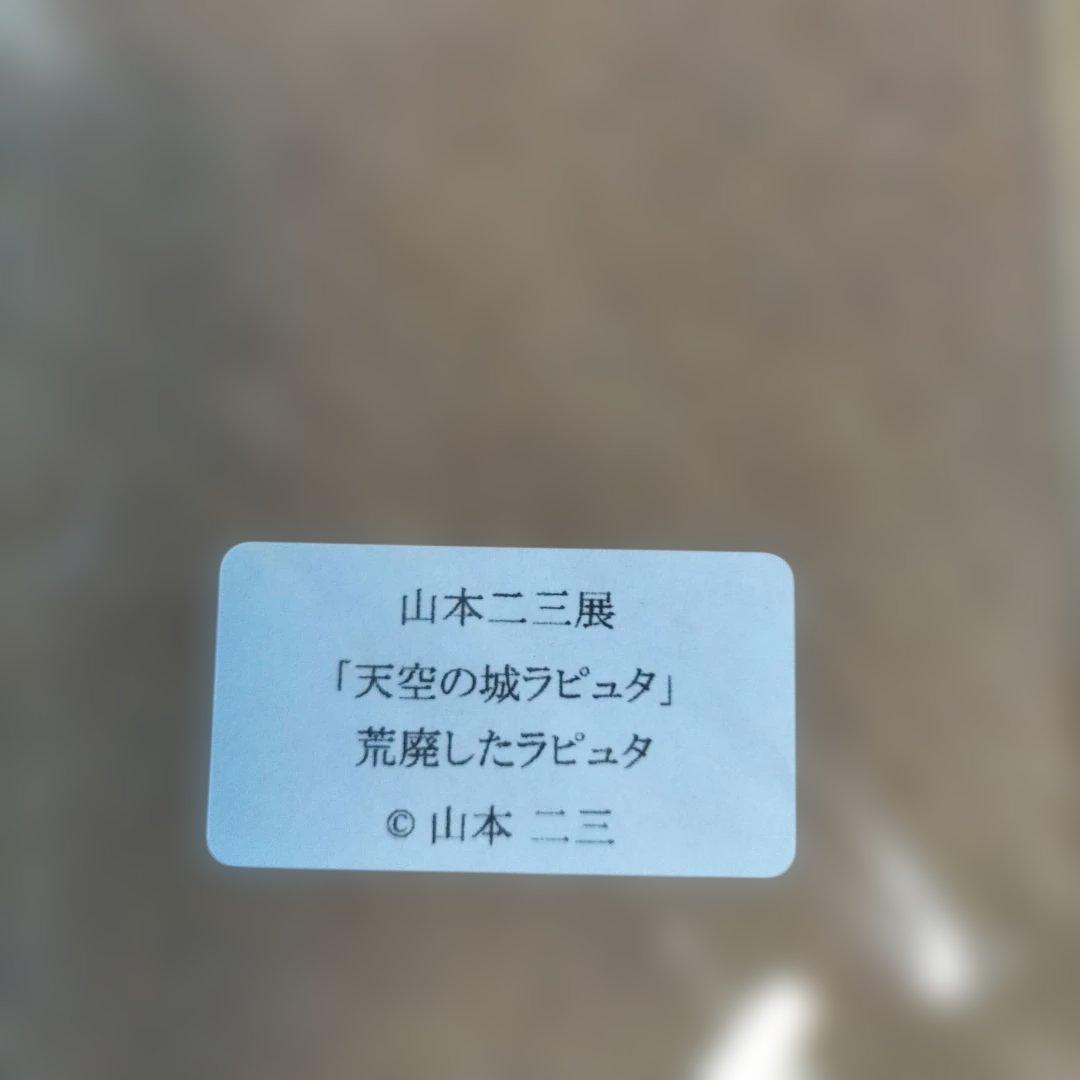 山本二三展
「天空の城ラピュタ」
荒廃したラピュタ
© 山本 二三